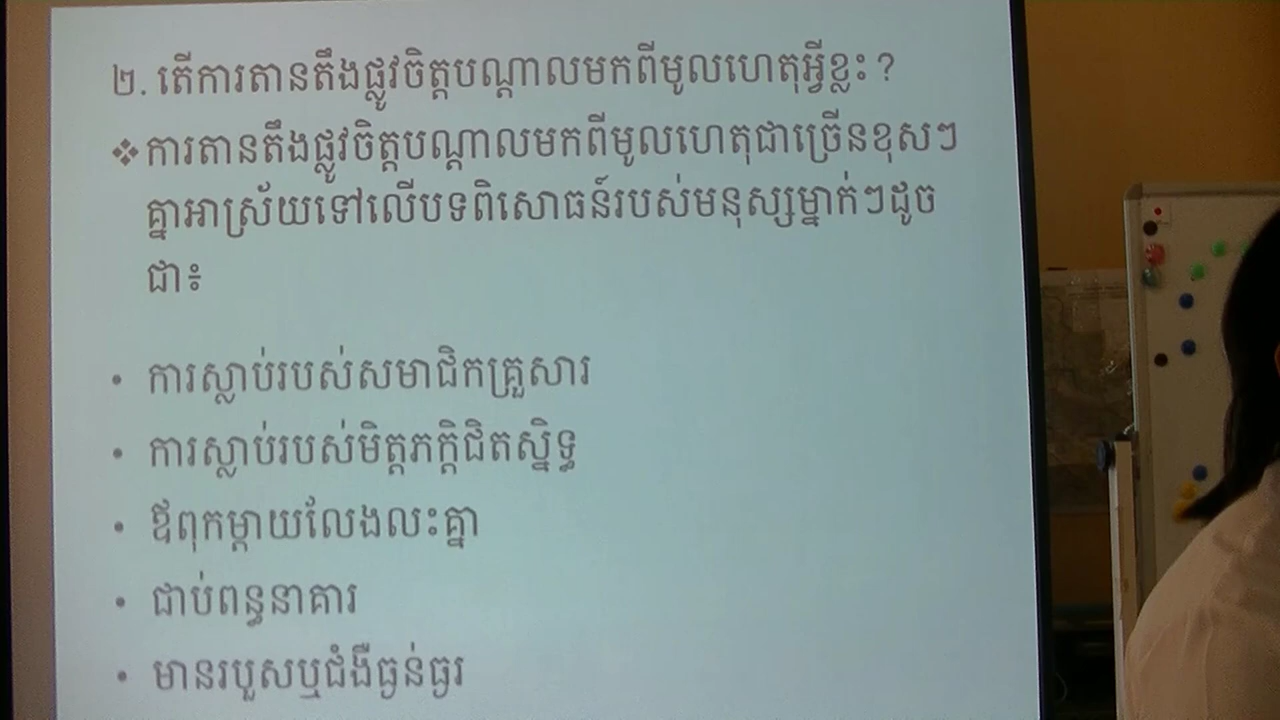 ២. តើការតានតឹងផ្លូវចិត្តបណ្ដាលមកពីមូលហេតុអ្វីខ្លះ ?
❖ការតានតឹងផ្លូវចិត្តបណ្ដាលមកពីមូលហេតុជាច្រើនខុសៗ
គ្នាអាស្រ័យទៅលើបទពិសោធន៍របស់មនុស្សម្នាក់ៗដូច
ជា៖
• ការស្លាប់របស់សមាជិកគ្រួសារ
• ការស្លាប់របស់មិត្តភក្ដិជិតស្និទ្ធ
• ឪពុកម្ដាយលែងលះគ្នា
• ជាប់ពន្ធនាគារ
• មានរបួសឬជំងឺធ្ងន់ធ្ងរ